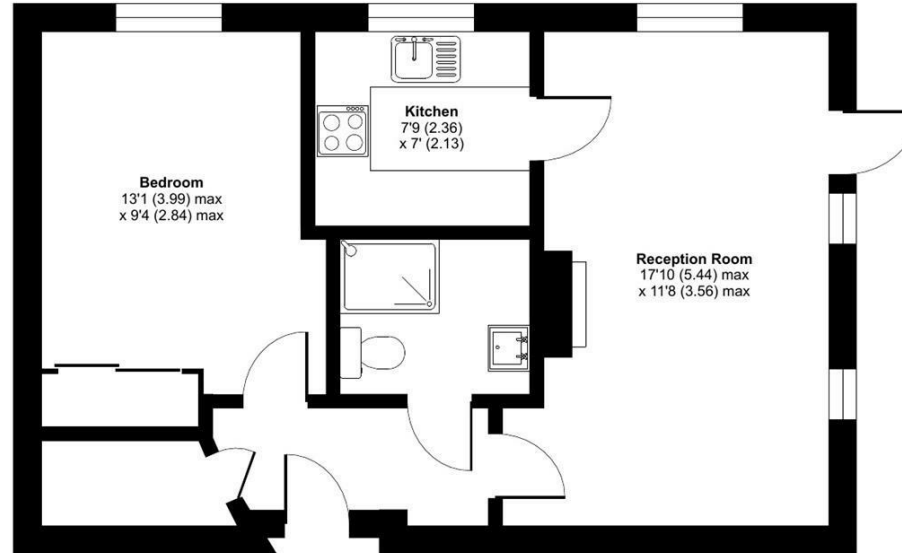 Kitchen
7'9 (2.36)
x 7' (2.13)
Bedroom
13'1 (3.99) max
x 9'4 (2.84) max
Reception Room
17'10 (5.44) max
x 11'8 (3.56) max